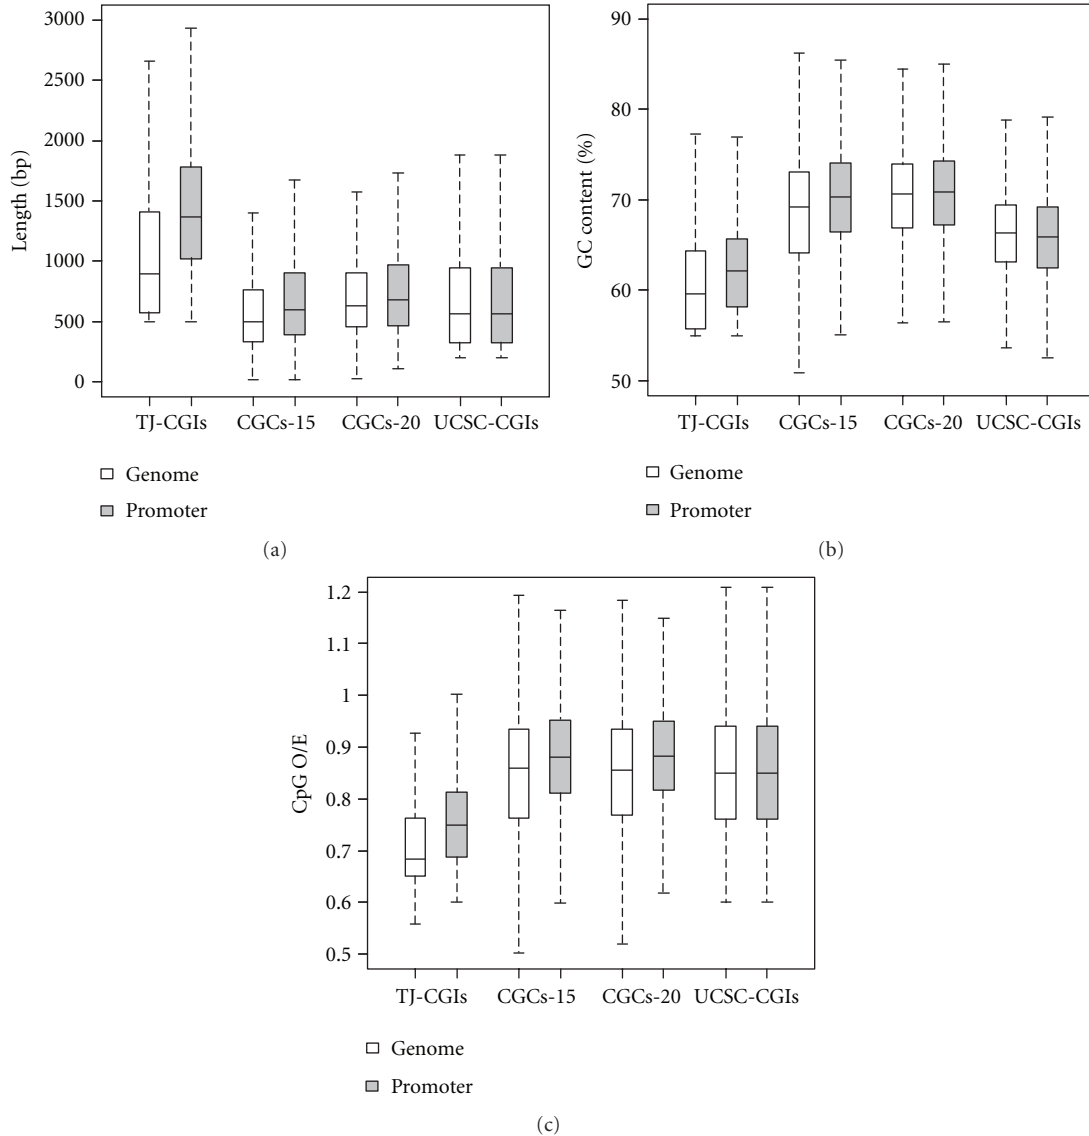 3000
2500
2000
1500
1000
500
0
Length (bp)
TJ-CGIs CGCs-15 CGCs-20 UCSC-CGIs
Genome
Promoter
(a)
90
80
70
60
50
GC content (%)
TJ-CGIs CGCs-15 CGCs-20 UCSC-CGIs
Genome
Promoter
(b)
1.2
1.1
1
0.9
0.8
0.7
0.6
0.5
CpG O/E
TJ-CGIs CGCs-15 CGCs-20 UCSC-CGIs
Genome
Promoter
(c)